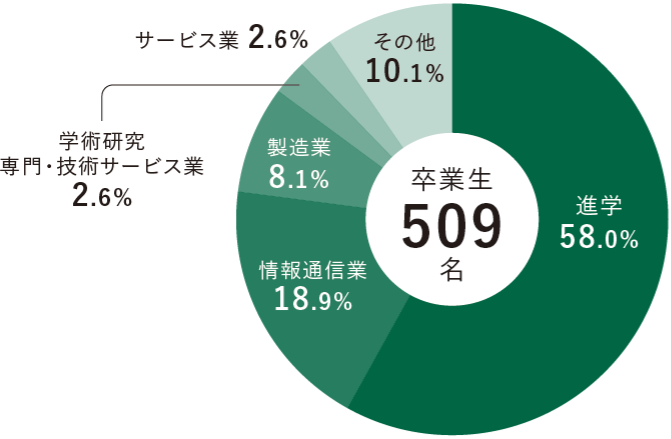 サービス業 2.6%
その他
10.1%
学術研究
専門・技術サービス業
2.6%
製造業
8.1%
卒業生
509
名
進学
58.0%
情報通信業
18.9%